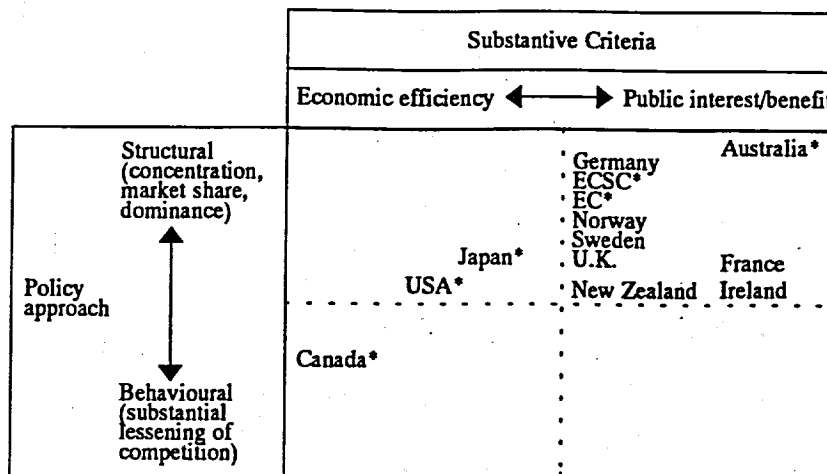 Substantive Criteria
Economic efficiency Public interest/benefit
Structural
(concentration,
market share,
dominance)
Policy
approach
Behavioural
(substantial
lessening of
competition)
Australia*
Germany
ECSC*
EC*
Norway
Sweden
Japan* U.K. France
USA* New Zealand Ireland
Canada*